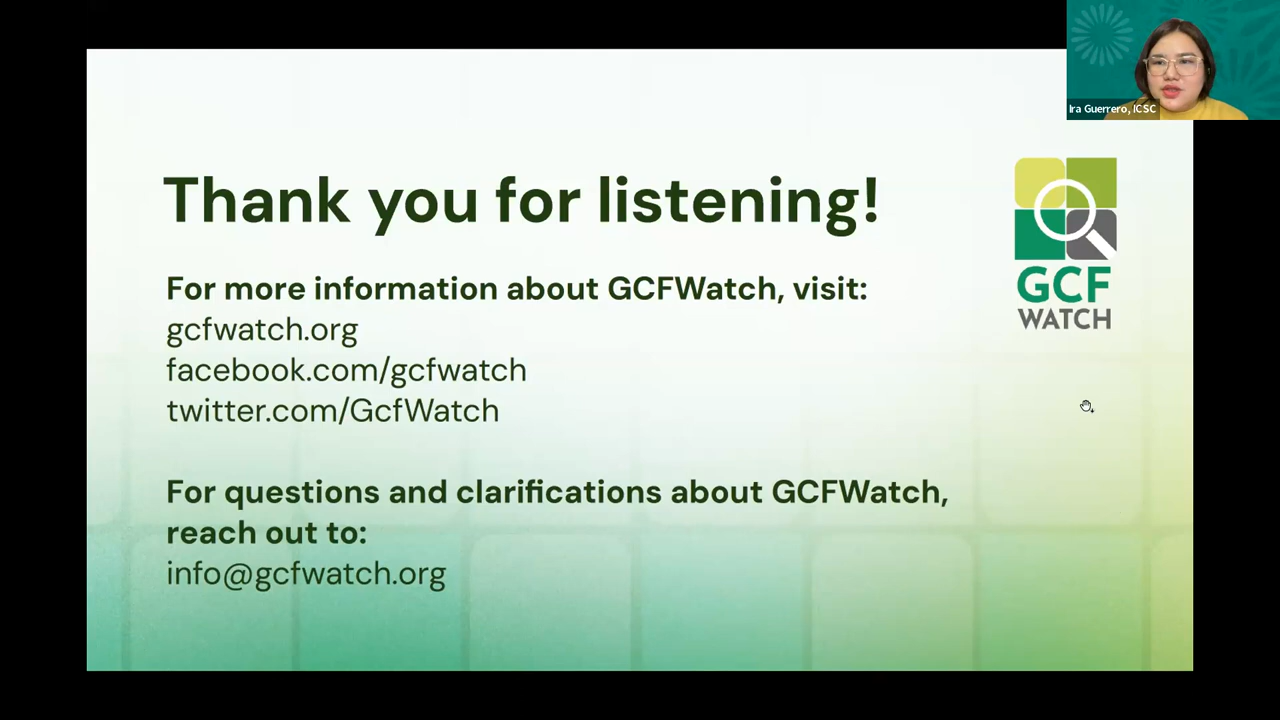 Ira Guerrero, ICSC
Thank you for listening!
For more information about GCFWatch, visit:
gcfwatch.org
facebook.com/gcfwatch
twitter.com/GcfWatch
For questions and clarifications about GCFWatch,
reach out to:
info@gcfwatch.org
GCF
WATCH